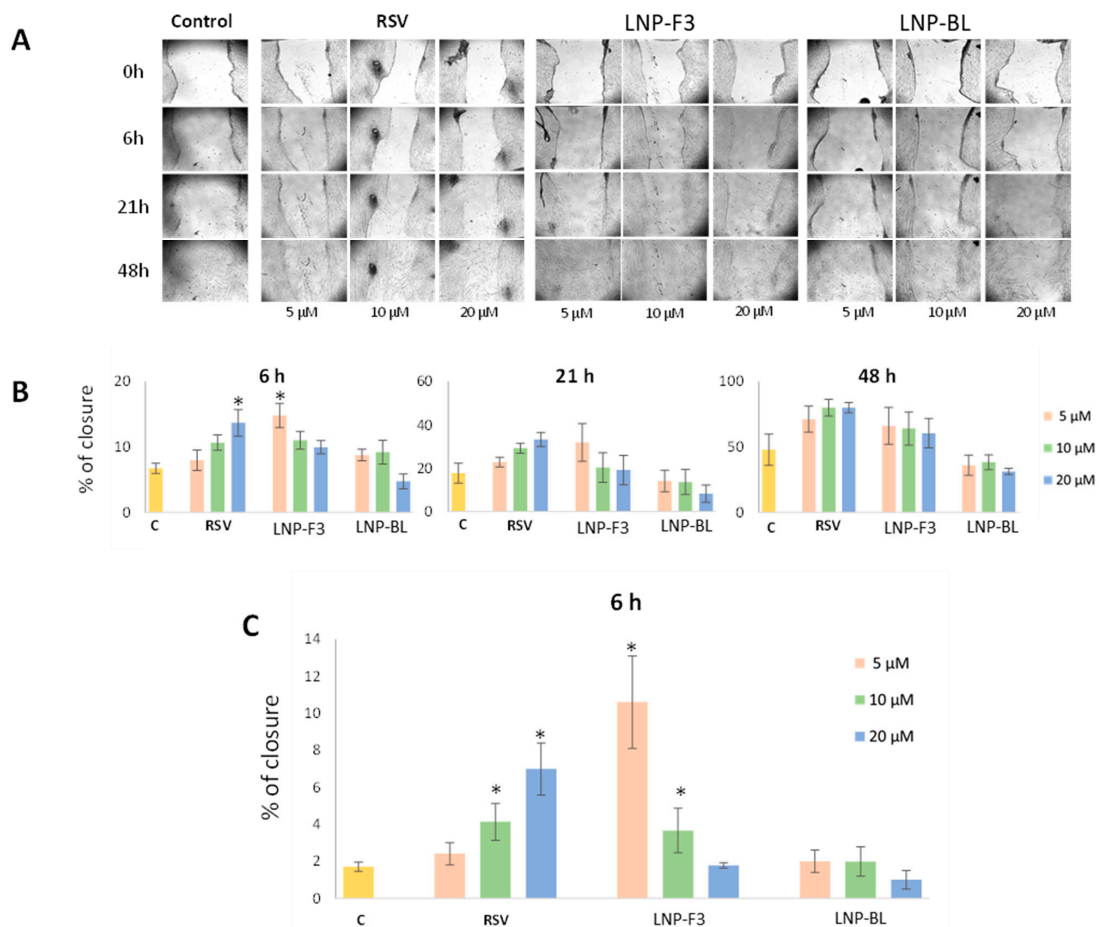 A
Control RSV LNP-F3 LNP-BL
0h
6h
21h
48h
5 μM 10 μM 20 μM 5 μM 10 μM 20 μM 5 μM 10 μM 20 μM
B
6 h 21 h 48 h
% of closure
20
10
0
C RSV LNP-F3 LNP-BL
* *
60
40
20
0
C RSV LNP-F3 LNP-BL
100
50
0
C RSV LNP-F3 LNP-BL
5 μM
10 μM
20 μM
C
6 h
% of closure
14
12
10
8
6
4
2
0
* * * *
5 μM
10 μM
20 μM
C RSV LNP-F3 LNP-BL